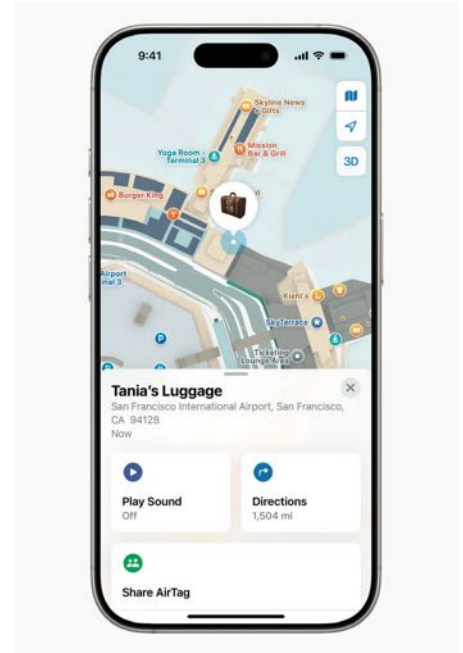 9:41
Skyline News
& Gifts
3D
Yoga Room -
Terminal 3
Mission
Bar & Grill
Burger King
Airport
inal 3
Kiehl's
SkyTerrace
P
P
P
Ticketing
Lounge Area
Tania's Luggage
San Francisco International Airport, San Francisco,
CA 94128
Now
Play Sound
Off
Directions
1,504 mi
Share AirTag